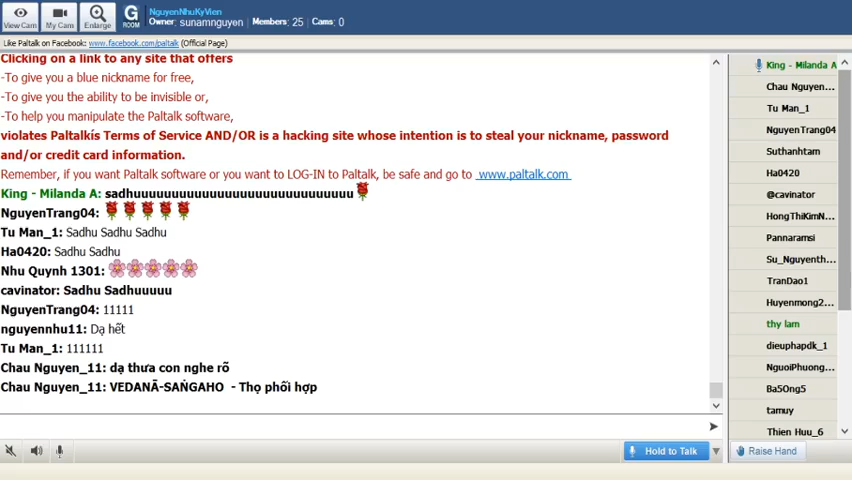 View Cam
My Cam
Enlarge
G
ROOM
NguyenNhuKyVien
Owner: sunamnguyen Members: 25 Cams: 0
Like Paltalk on Facebook: www.facebook.com/paltalk (Official Page)
Clicking on a link to any site that offers
-To give you a blue nickname for free,
-To give you the ability to be invisible or,
-To help you manipulate the Paltalk software,
violates Paltalkís Terms of Service AND/OR is a hacking site whose intention is to steal your nickname, password
and/or credit card information.
Remember, if you want Paltalk software or you want to LOG-IN to Paltalk, be safe and go to www.paltalk.com
King - Milanda A: sadhuuuuuuuuuuuuuuuuuuuuuuuuuuuuu
NguyenTrang04:
Tu Man_1: Sadhu Sadhu Sadhu
Ha0420: Sadhu Sadhu
Nhu Quynh 1301:
cavinator: Sadhu Sadhuuuuu
NguyenTrang04: 11111
nguyennhu11: Dạ hết
Tu Man_1: 111111
Chau Nguyen_11: dạ thưa con nghe rõ
Chau Nguyen_11: VEDANĀ-SAṄGAHO - Thọ phối hợp
Hold to Talk
King - Milanda A
Chau Nguyen...
Tu Man_1
NguyenTrang04
Suthanhtam
Ha0420
@cavinator
HongThiKimN...
Pannaramsi
Su_Nguyenth...
TranDao1
Huyenmong2...
thy lam
dieuphapdk_1
NguoiPhuong...
Ba5Ong5
tamuy
Thien Huu_6
Raise Hand